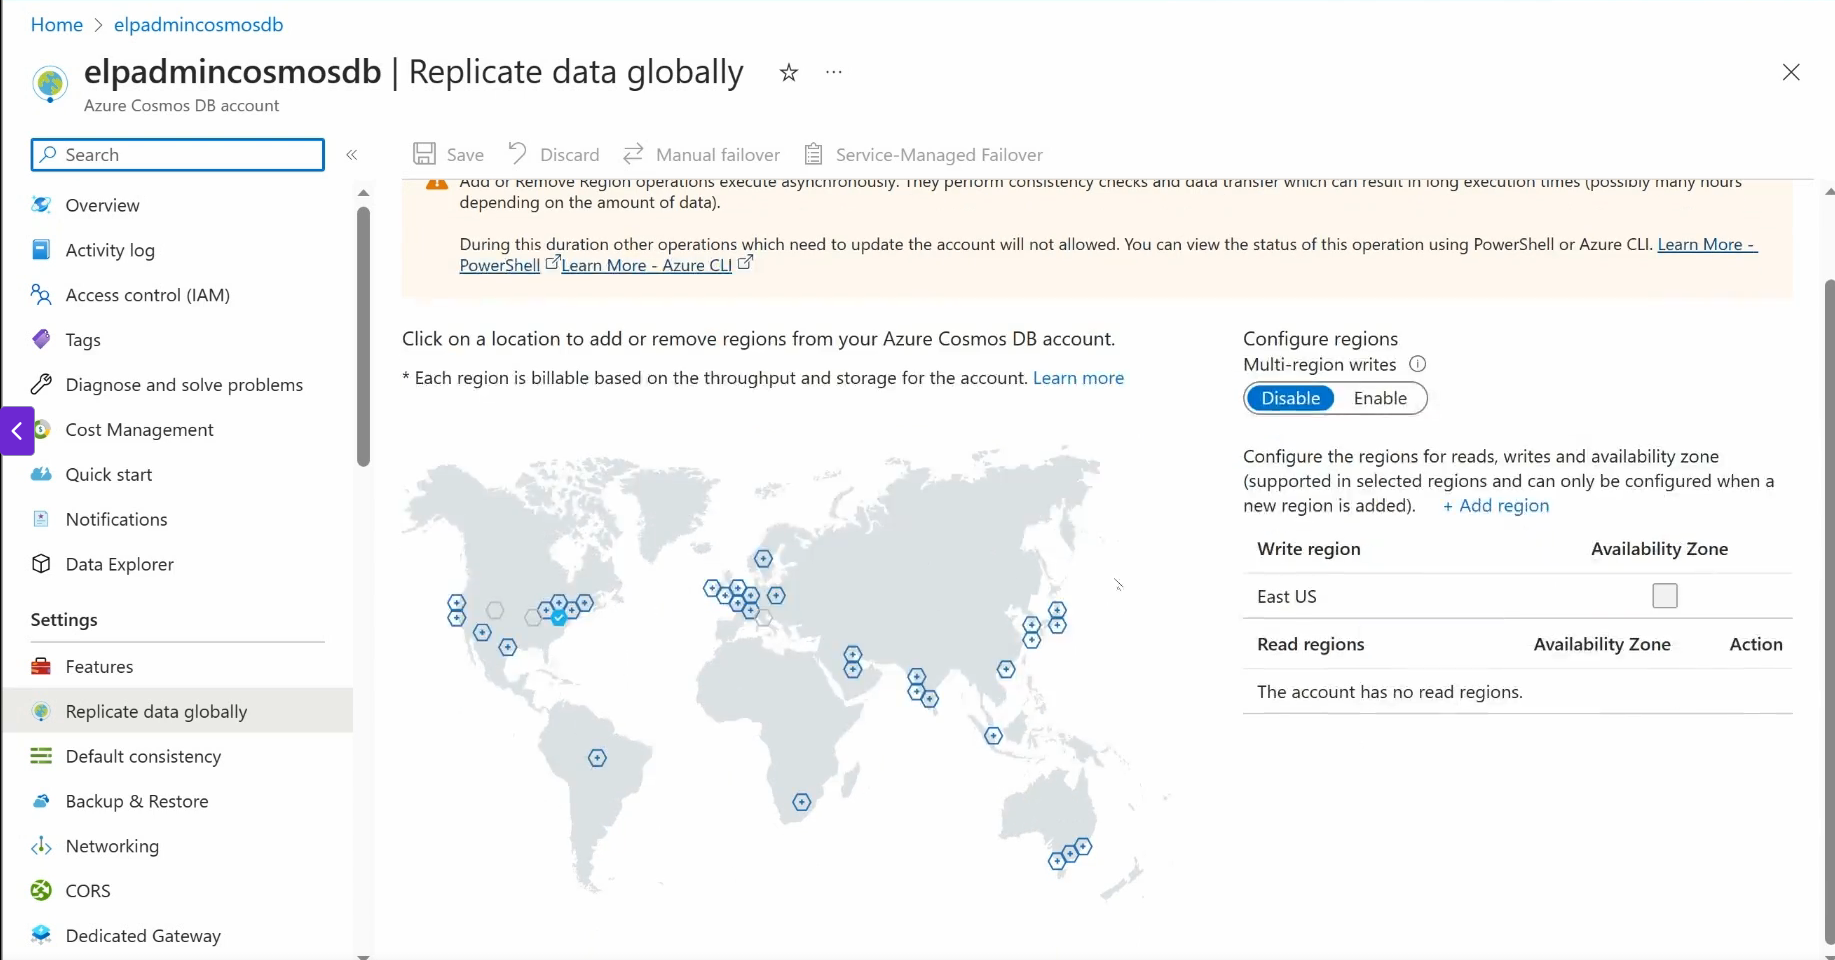 Home > elpadmincosmosdb
elpadmincosmosdb | Replicate data globally
Azure Cosmos DB account
Search
Save
Discard
Manual failover
Service-Managed Failover
Overview
Activity log
Access control (IAM)
Tags
Diagnose and solve problems
Cost Management
Quick start
Notifications
Data Explorer
Settings
Features
Replicate data globally
Default consistency
Backup & Restore
Networking
CORS
Dedicated Gateway
Add or Remove Region operations execute asynchronously. They perform consistency checks and data transfer which can result in long execution times (possibly many hours
depending on the amount of data).
During this duration other operations which need to update the account will not allowed. You can view the status of this operation using PowerShell or Azure CLI. Learn More -
PowerShell Learn More - Azure CLI
Click on a location to add or remove regions from your Azure Cosmos DB account.
* Each region is billable based on the throughput and storage for the account. Learn more
Configure regions
Multi-region writes
Disable Enable
Configure the regions for reads, writes and availability zone
(supported in selected regions and can only be configured when a
new region is added). + Add region
Write region Availability Zone
East US
Read regions Availability Zone Action
The account has no read regions.